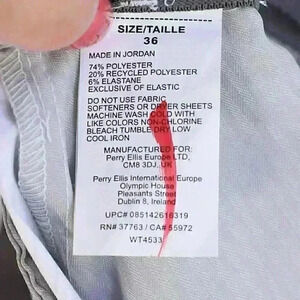 SIZE/TAILLE
36
MADE IN JORDAN
74% POLYESTER
20% RECYCLED POLYESTER
6% ELASTANE
EXCLUSIVE OF ELASTIC
DO NOT USE FABRIC
SOFTENERS OR DRYER SHEETS
MACHINE WASH COLD WITH
LIKE COLORS NON-CHLORINE
BLEACH TUMBLE DRY LOW
COOL IRON
MANUFACTURED FOR:
Perry Ellis Europe LTD,
CM8 3DJ. UK
Perry Ellis International Europe
Olympic House
Pleasants Street
Dublin 8, Ireland
UPC# 085142616319
RN# 37763 / CA# 55972
WT4533